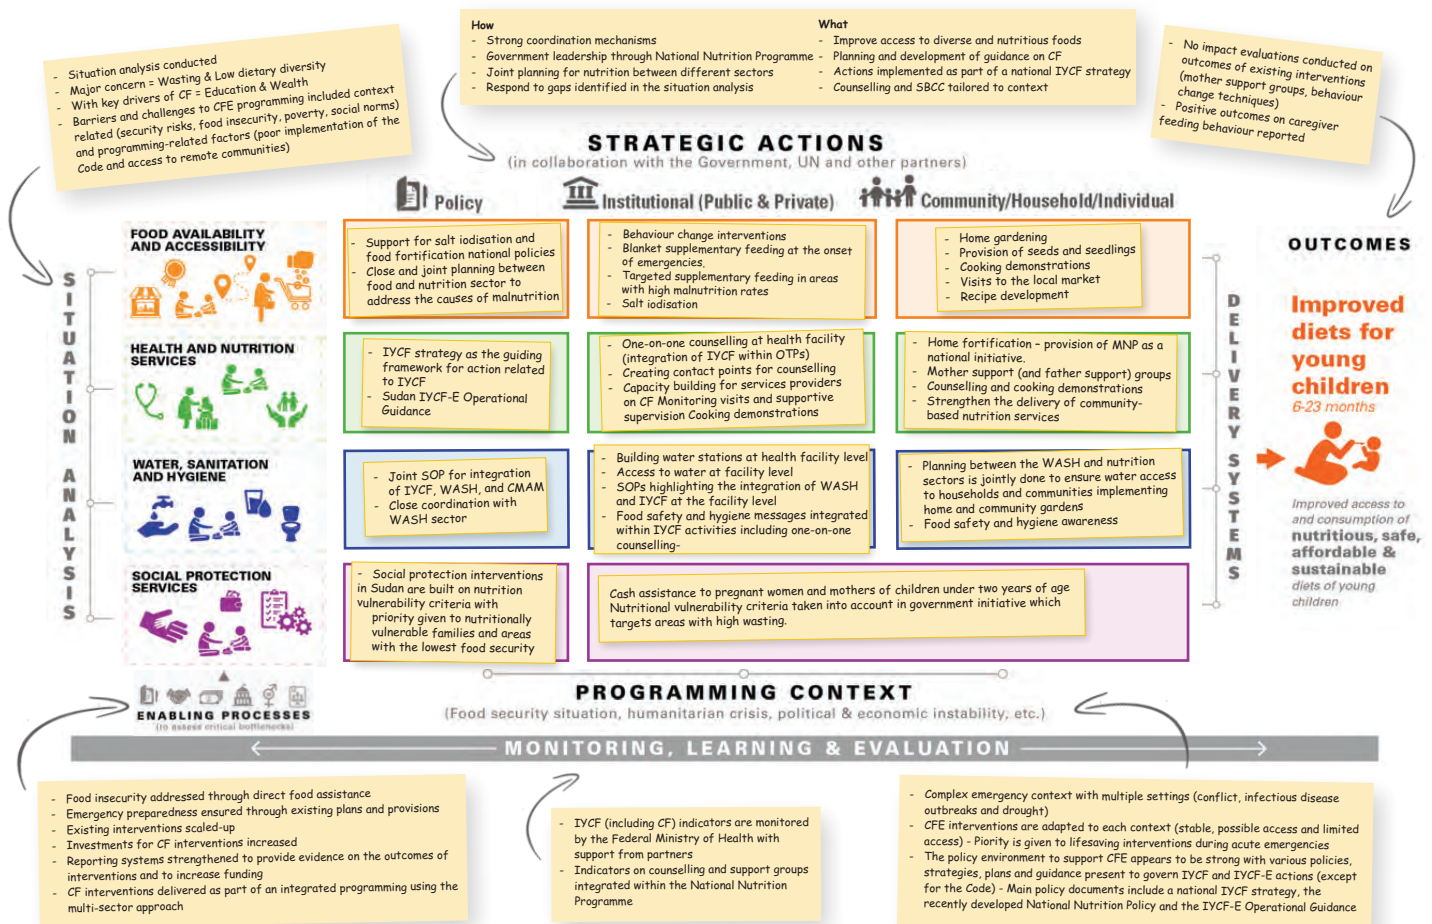 - Situation analysis conducted
- Major concern = Wasting & Low dietary diversity
- With key drivers of CF = Education & Wealth
- Barriers and challenges to CFE programming included context
related (security risks, food insecurity, poverty, social norms)
and programming-related factors (poor implementation of the
Code and access to remote communities)
How
- Strong coordination mechanisms
- Government leadership through National Nutrition Programme
- Joint planning for nutrition between different sectors
- Respond to gaps identified in the situation analysis
What
- Improve access to diverse and nutritious foods
- Planning and development of guidance on CF
- Actions implemented as part of a national IYCF strategy
- Counselling and SBCC tailored to context
- No impact evaluations conducted on
outcomes of existing interventions
(mother support groups, behaviour
change techniques)
- Positive outcomes on caregiver
feeding behaviour reported
STRATEGIC ACTIONS
(in collaboration with the Government, UN and other partners)
Policy
Institutional (Public & Private)
Community/Household/Individual
SITUATION ANALYSIS
FOOD AVAILABILITY
AND ACCESSIBILITY
- Support for salt iodisation and
food fortification national policies
- Close and joint planning between
food and nutrition sector to
address the causes of malnutrition
- Behaviour change interventions
- Blanket supplementary feeding at the onset
of emergencies,
- Targeted supplementary feeding in areas
with high malnutrition rates
- Salt iodisation
- Home gardening
- Provision of seeds and seedlings
- Cooking demonstrations
- Visits to the local market
- Recipe development
HEALTH AND NUTRITION
SERVICES
- IYCF strategy as the guiding
framework for action related
to IYCF
- Sudan IYCF-E Operational
Guidance
- One-on-one counselling at health facility
(integration of IYCF within OTPs)
- Creating contact points for counselling
- Capacity building for services providers
on CF Monitoring visits and supportive
supervision Cooking demonstrations
- Home fortification – provision of MNP as a
national initiative.
- Mother support (and father support) groups
- Counselling and cooking demonstrations
- Strengthen the delivery of community-
based nutrition services
WATER, SANITATION
AND HYGIENE
- Joint SOP for integration
of IYCF, WASH, and CMAM
- Close coordination with
WASH sector
- Building water stations at health facility level
- Access to water at facility level
- SOPs highlighting the integration of WASH
and IYCF at the facility level
- Food safety and hygiene messages integrated
within IYCF activities including one-on-one
counselling-
- Planning between the WASH and nutrition
sectors is jointly done to ensure water access
to households and communities implementing
home and community gardens
- Food safety and hygiene awareness
SOCIAL PROTECTION
SERVICES
- Social protection interventions
in Sudan are built on nutrition
vulnerability criteria with
priority given to nutritionally
vulnerable families and areas
with the lowest food security
Cash assistance to pregnant women and mothers of children under two years of age
Nutritional vulnerability criteria taken into account in government initiative which
targets areas with high wasting.
DELIVERY SYSTEMS
OUTCOMES
Improved
diets for
young
children
6-23 months
Improved access to
and consumption of
nutritious, safe,
affordable &
sustainable
diets of young
children
ENABLING PROCESSES
(to assess critical bottlenecks)
PROGRAMMING CONTEXT
(Food security situation, humanitarian crisis, political & economic instability, etc.)
MONITORING, LEARNING & EVALUATION
- Food insecurity addressed through direct food assistance
- Emergency preparedness ensured through existing plans and provisions
- Existing interventions scaled-up
- Investments for CF interventions increased
- Reporting systems strengthened to provide evidence on the outcomes of
interventions and to increase funding
- CF interventions delivered as part of an integrated programming using the
multi-sector approach
- IYCF (including CF) indicators are monitored
by the Federal Ministry of Health with
support from partners
- Indicators on counselling and support groups
integrated within the National Nutrition
Programme
- Complex emergency context with multiple settings (conflict, infectious disease
outbreaks and drought)
- CFE interventions are adapted to each context (stable, possible access and limited
access) - Piority is given to lifesaving interventions during acute emergencies
- The policy environment to support CFE appears to be strong with various policies,
strategies, plans and guidance present to govern IYCF and IYCF-E actions (except
for the Code) - Main policy documents include a national IYCF strategy, the
recently developed National Nutrition Policy and the IYCF-E Operational Guidance